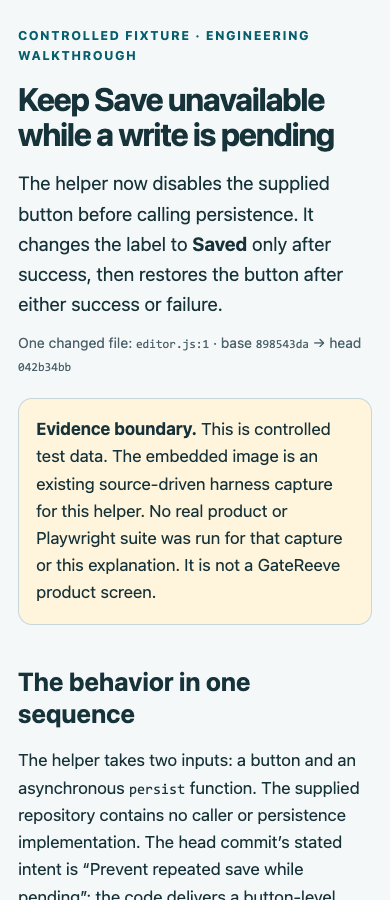 CONTROLLED FIXTURE · ENGINEERING
WALKTHROUGH
Keep Save unavailable
while a write is pending
The helper now disables the supplied
button before calling persistence. It
changes the label to Saved only after
success, then restores the button after
either success or failure.
One changed file: editor.js:1 · base 898543da → head
042b34bb
Evidence boundary. This is controlled
test data. The embedded image is an
existing source-driven harness capture
for this helper. No real product or
Playwright suite was run for that capture
or this explanation. It is not a GateReeve
product screen.
The behavior in one
sequence
The helper takes two inputs: a button and an
asynchronous persist function. The supplied
repository contains no caller or persistence
implementation. The head commit’s stated
intent is “Prevent repeated save while
pending”; the code delivers a button-level